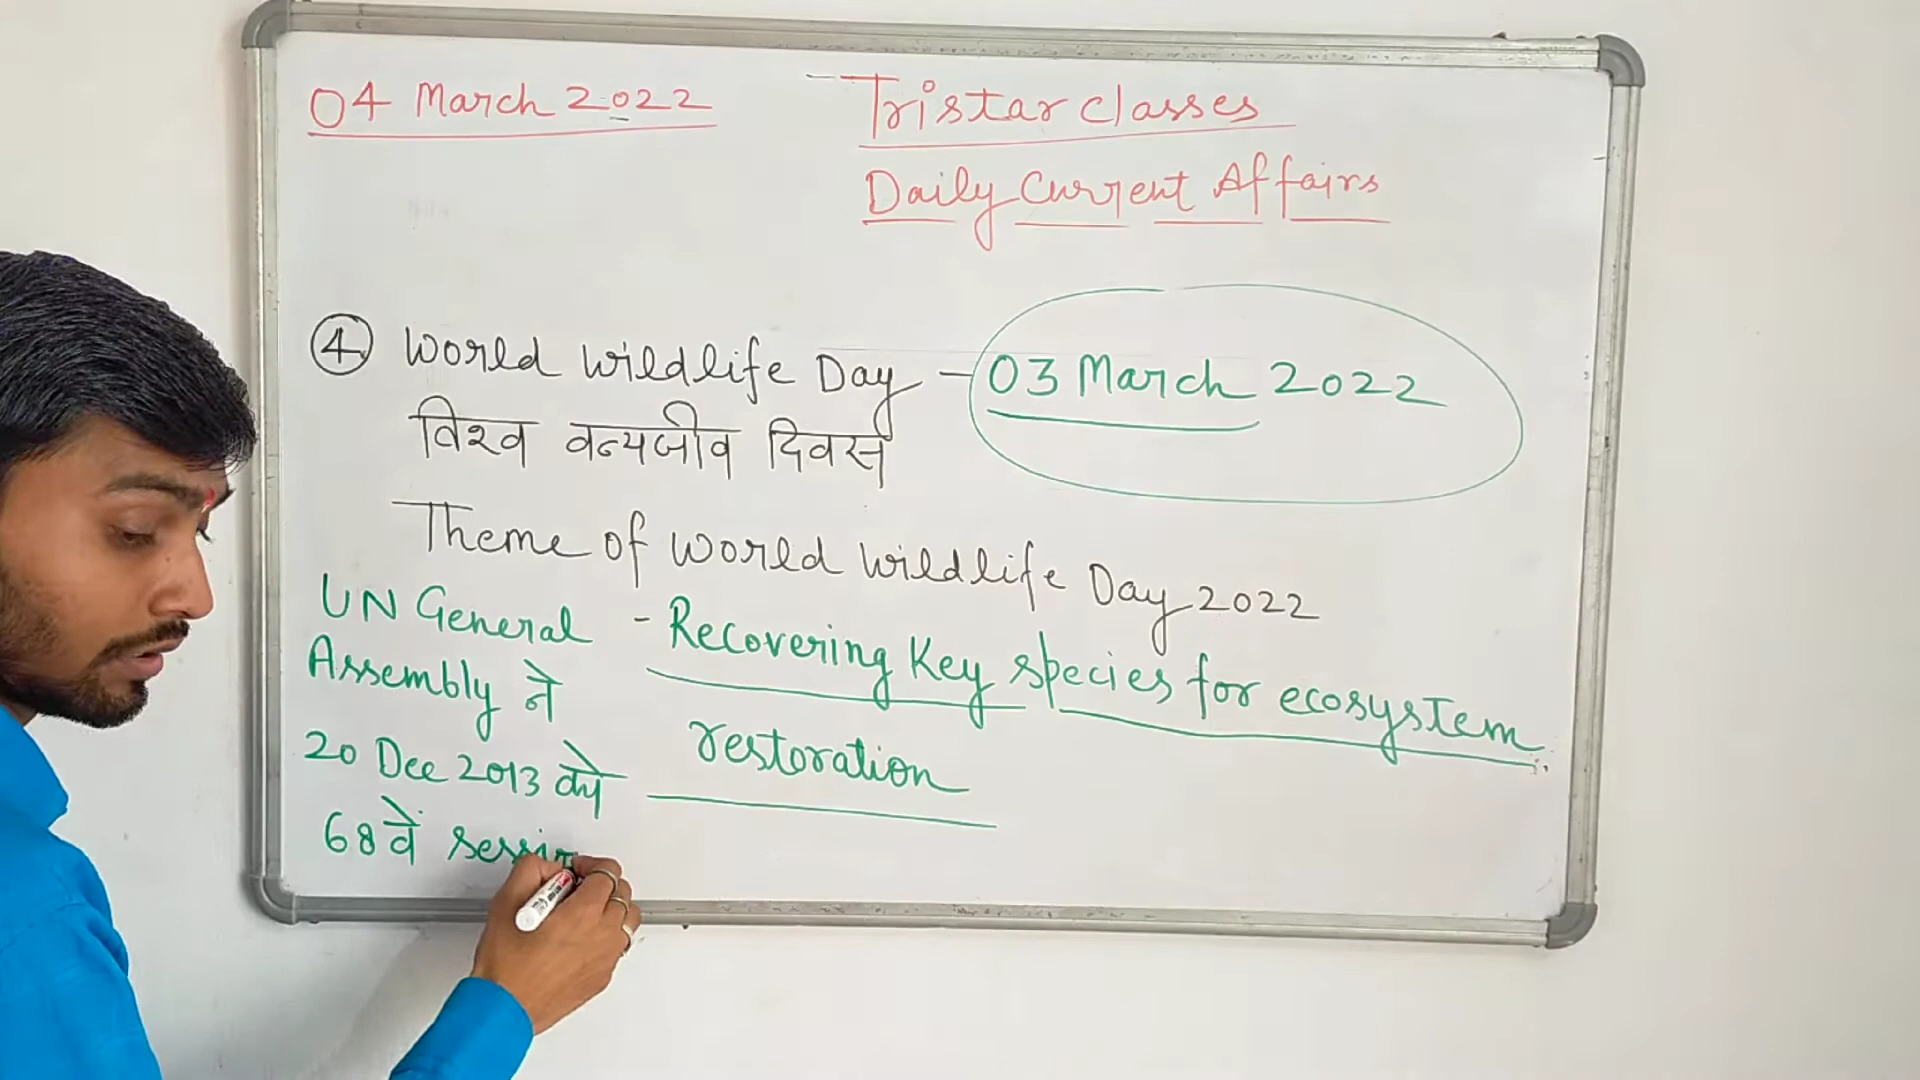 04 March 2022
Tristar classes
Daily Current Affairs
4 World Wildlife Day - 03 March 2022
विश्व वन्यजीव दिवस
Theme of World Wildlife Day 2022
- Recovering Key species for ecosystem
restoration
UN General
Assembly ने
20 Dec 2013 को
68वें